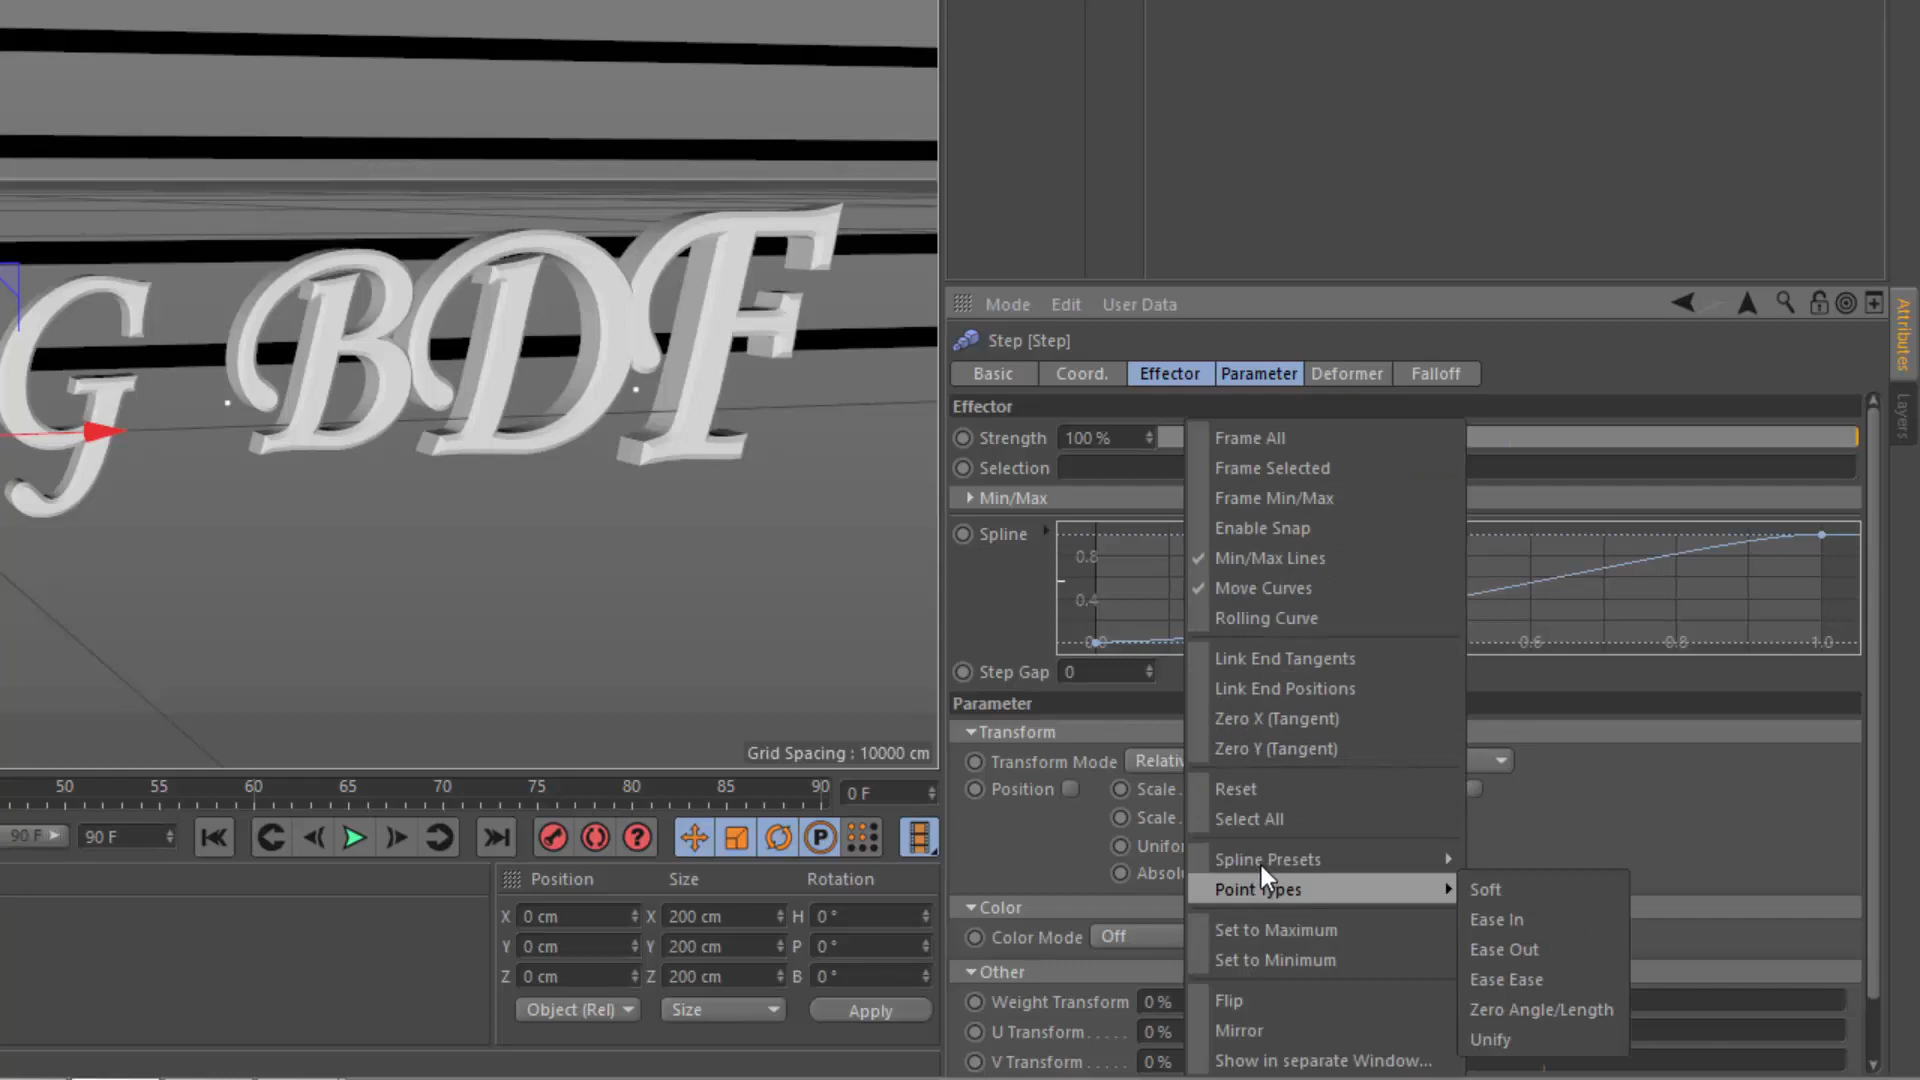 G BDF
Grid Spacing : 10000 cm
50 55 60 65 70 75 80 85 90 0 F
90 F 90 F
Position Size Rotation
X 0 cm X 200 cm H 0 °
Y 0 cm Y 200 cm P 0 °
Z 0 cm Z 200 cm B 0 °
Object (Rel) Size Apply
Mode Edit User Data
Step [Step]
Basic Coord. Effector Parameter Deformer Falloff
Effector
Strength 100 %
Selection
Min/Max
Spline
0.8
0.4
0.0 0.6 0.8 1.0
Step Gap 0
Parameter
Transform
Transform Mode
Position Scale.
Scale.
Color
Color Mode Off
Other
Weight Transform 0 %
U Transform . . . . . 0 %
V Transform . . . . . 0 %
Frame All
Frame Selected
Frame Min/Max
Enable Snap
Min/Max Lines
Move Curves
Rolling Curve
Link End Tangents
Link End Positions
Zero X (Tangent)
Zero Y (Tangent)
Reset
Select All
Spline Presets
Point Types
Set to Maximum
Set to Minimum
Flip
Mirror
Show in separate Window...
Soft
Ease In
Ease Out
Ease Ease
Zero Angle/Length
Unify
Attributes
Layers